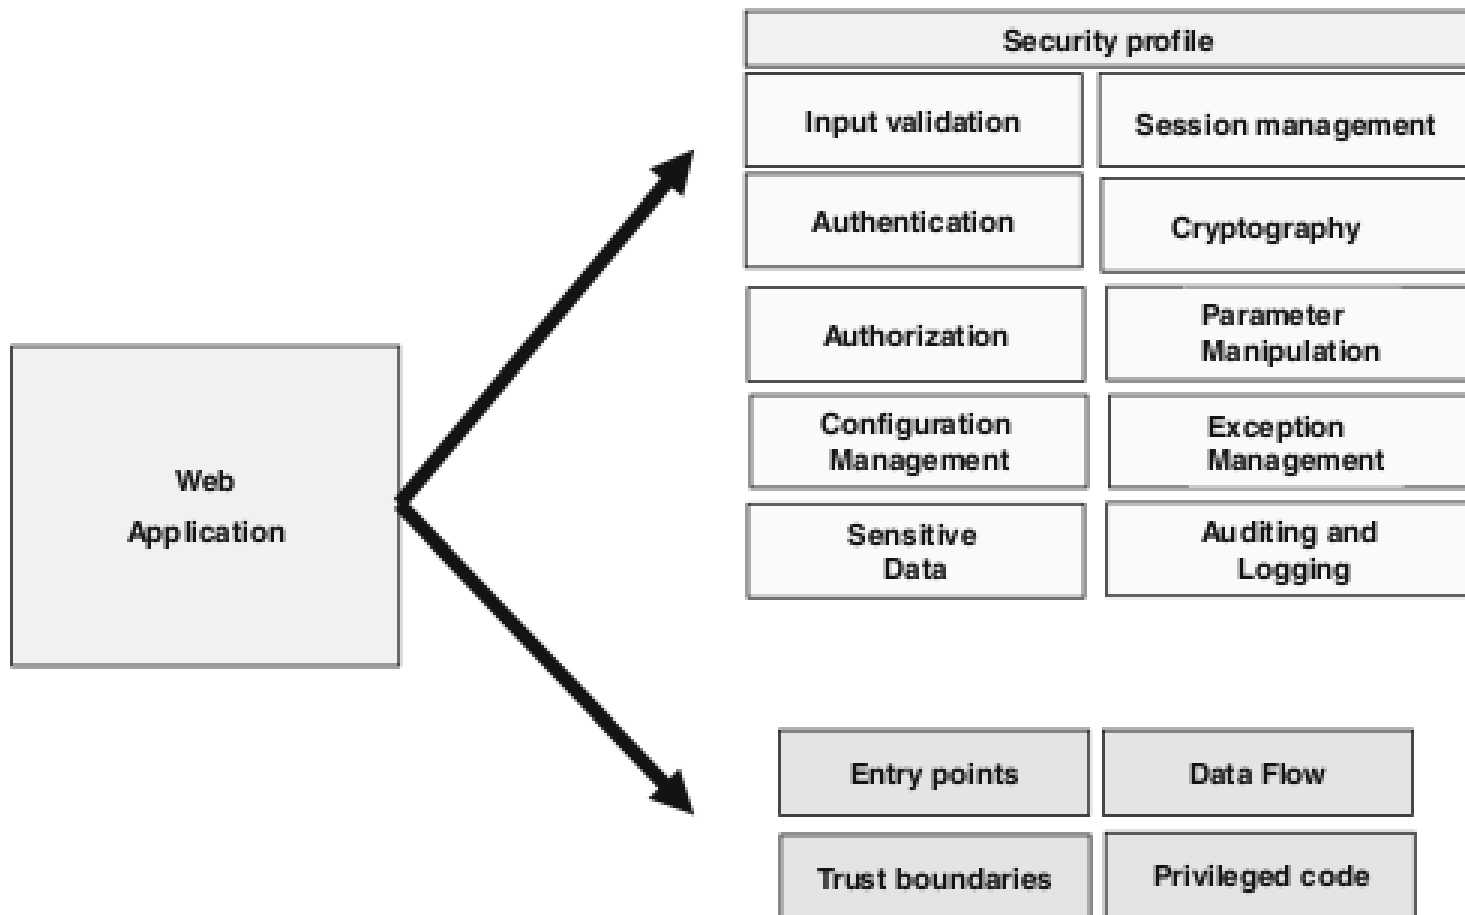 Security profile
Input validation
Session management
Authentication
Cryptography
Authorization
Parameter
Manipulation
Configuration
Management
Exception
Management
Sensitive
Data
Auditing and
Logging
Web
Application
Entry points
Data Flow
Trust boundaries
Privileged code